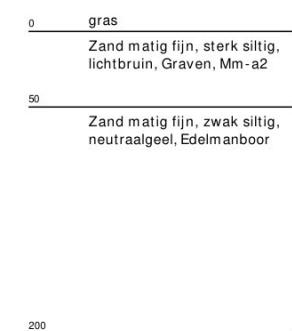 0 gras
Zand matig fijn, sterk siltig,
lichtbruin, Graven, Mm-a2
50
Zand matig fijn, zwak siltig,
neutraalgeel, Edelmanboor
200